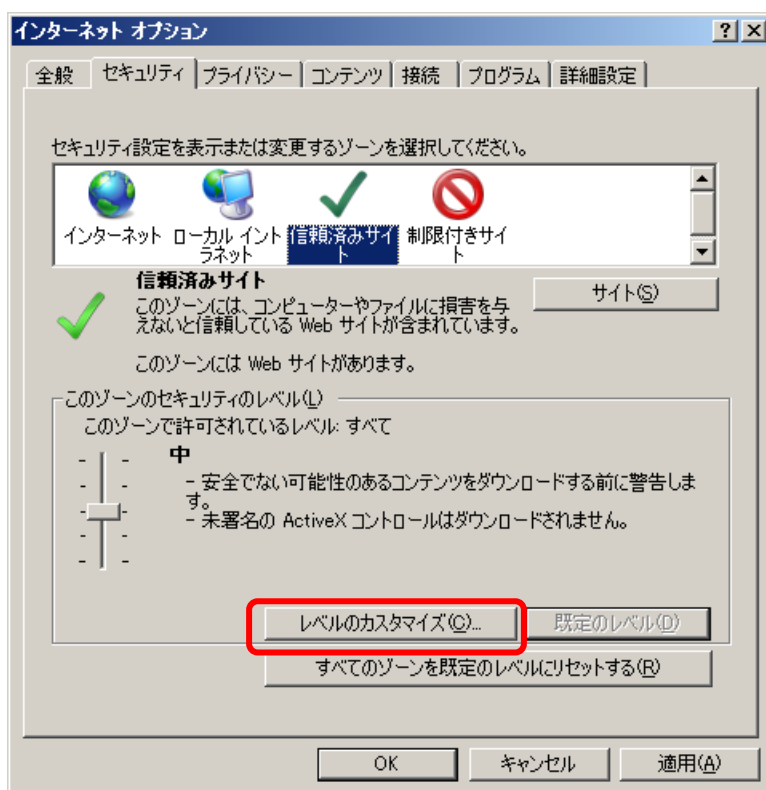 インターネット オプション
全般 セキュリティ プライバシー コンテンツ 接続 プログラム 詳細設定
セキュリティ設定を表示または変更するゾーンを選択してください。
インターネット
ローカル イント
ラネット
信頼済みサイ
ト
制限付きサイ
ト
信頼済みサイト
このゾーンには、コンピューターやファイルに損害を与
えないと信頼している Web サイトが含まれています。
サイト(S)
このゾーンには Web サイトがあります。
このゾーンのセキュリティのレベル(L)
このゾーンで許可されているレベル: すべて
中
- 安全でない可能性のあるコンテンツをダウンロードする前に警告しま
す。
- 未署名の ActiveX コントロールはダウンロードされません。
レベルのカスタマイズ(C)... 既定のレベル(D)
すべてのゾーンを既定のレベルにリセットする(R)
OK キャンセル 適用(A)